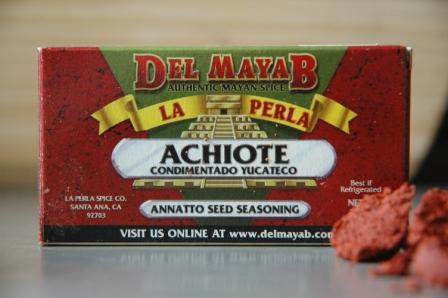 DEL MAYAB
AUTHENTIC MAYAN SPICE
LA PERLA
ACHIOTE
CONDIMENTADO YUCATECO
LA PERLA SPICE CO.
SANTA ANA, CA
92703
Best if
Refrigerated
NE
ANNATTO SEED SEASONING
VISIT US ONLINE AT www.delmayab.com